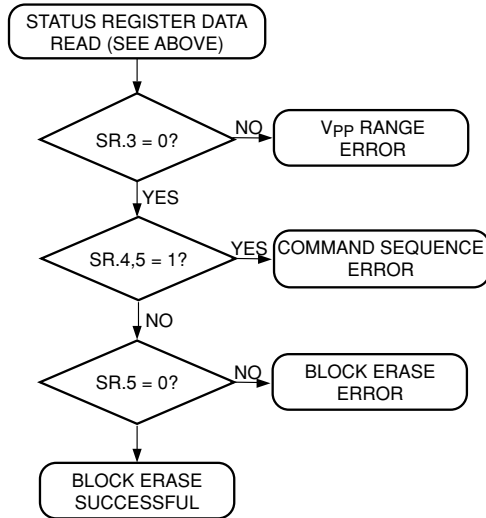 STATUS REGISTER DATA
READ (SEE ABOVE)
SR.3 = 0?
NO
VPP RANGE
ERROR
YES
SR.4,5 = 1?
YES
COMMAND SEQUENCE
ERROR
NO
SR.5 = 0?
NO
BLOCK ERASE
ERROR
BLOCK ERASE
SUCCESSFUL